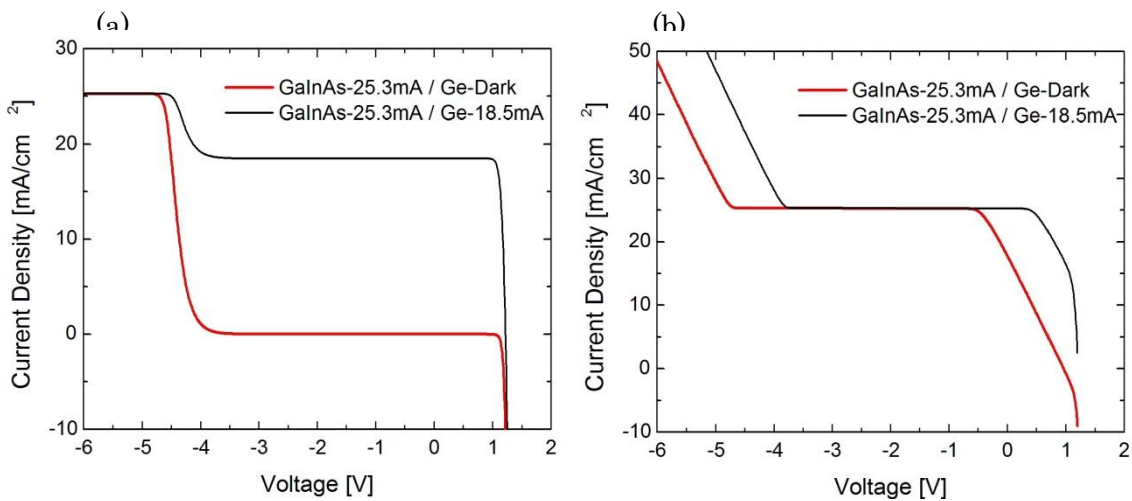 (a)
30
20
10
0
-10
-6 -5 -4 -3 -2 -1 0 1 2
Current Density [mA/cm 2]
Voltage [V]
GaInAs-25.3mA / Ge-Dark
GaInAs-25.3mA / Ge-18.5mA
(b)
50
40
30
20
10
0
-10
-6 -5 -4 -3 -2 -1 0 1 2
Current Density [mA/cm 2]
Voltage [V]
GaInAs-25.3mA / Ge-Dark
GaInAs-25.3mA / Ge-18.5mA